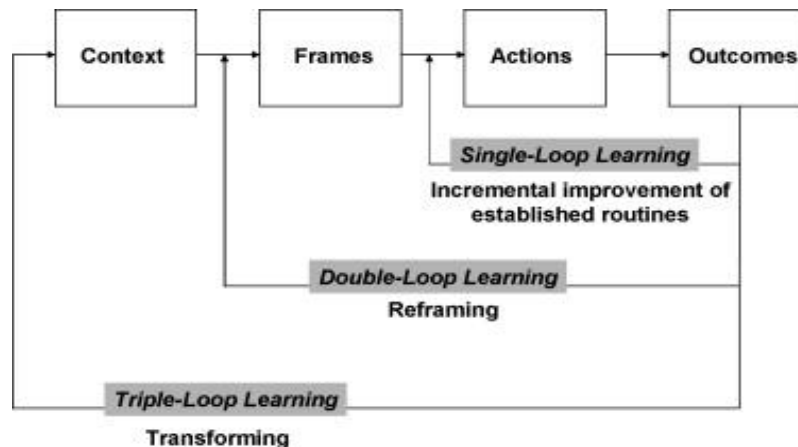 Context
Frames
Actions
Outcomes
Single-Loop Learning
Incremental improvement of
established routines
Double-Loop Learning
Reframing
Triple-Loop Learning
Transforming